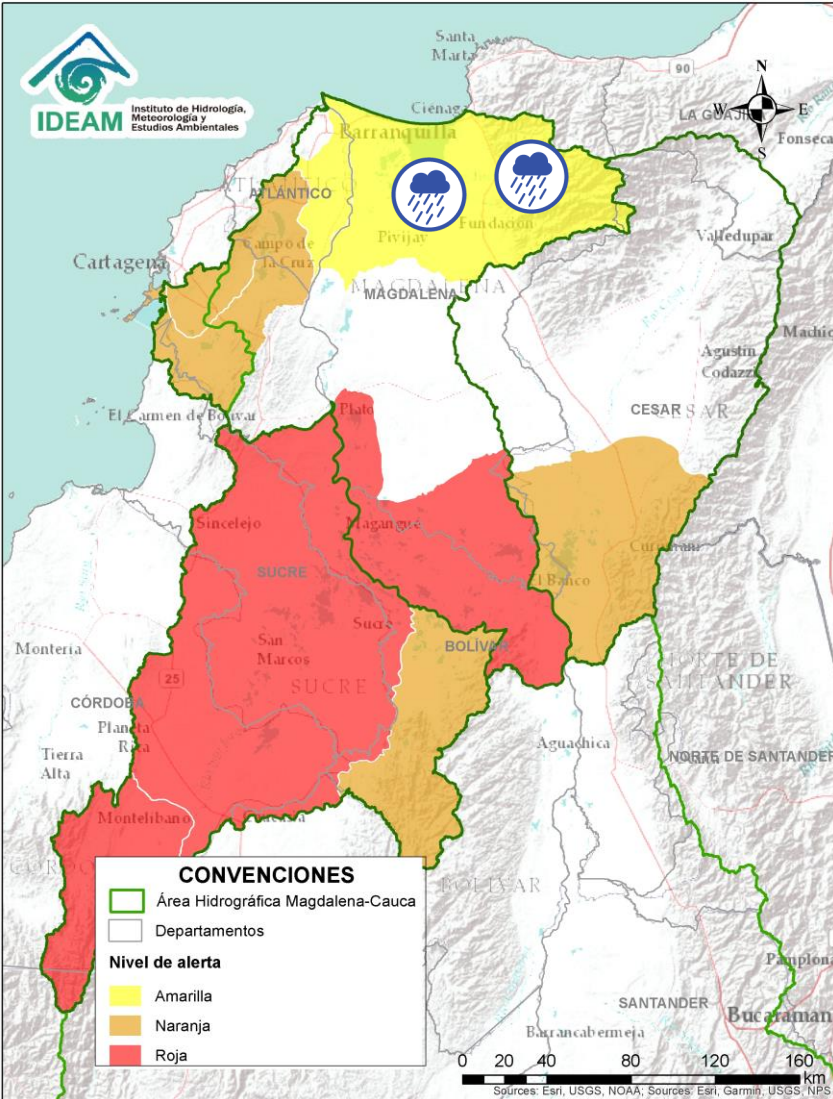 IDEAM
Instituto de Hidrología,
Meteorología y
Estudios Ambientales
Santa
Marta
90
N
W
E
S
LA GUAJIRA
Ciénaga
Barranquilla
Fonseca
ATLÁNTICO
Fundación
Pivijay
Valledupar
Cartagena
Campo de
la Cruz
MAGDALENA
MAGDALENA
Agustín
Codazzi
CESAR
CESAR
El Carmen de Bolívar
Plato
Sincelejo
Magangué
Curumaní
El Banco
SUCRE
Sucre
BOLÍVAR
Montería
San
Marcos
SUCRE
NORTE DE
SANTANDER
25
CÓRDOBA
Planeta
Rica
Tierra
Alta
Aguachica
NORTE DE SANTANDER
Montelíbano
BOLÍVAR
CONVENCIONES
Área Hidrográfica Magdalena-Cauca
Departamentos
Nivel de alerta
Amarilla
Naranja
Roja
Pamplona
SANTANDER
Bucaraman
Barrancabermeja
0 20 40 80 120 160
km
Sources: Esri, USGS, NOAA; Sources: Esri, Garmin, USGS, NPS